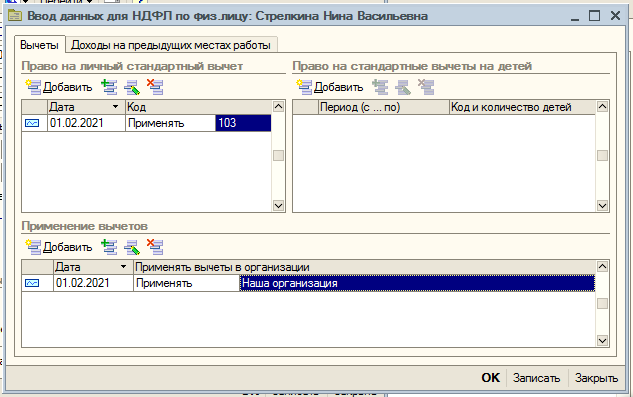 Ввод данных для НДФЛ по физ.лицу: Стрелкина Нина Васильевна
Вычеты Доходы на предыдущих местах работы
Право на личный стандартный вычет Право на стандартные вычеты на детей
Добавить Добавить
Дата Код Период (с ... по) Код и количество детей
01.02.2021 Применять 103
Применение вычетов
Добавить
Дата Применять вычеты в организации
01.02.2021 Применять Наша организация
OK Записать Закрыть